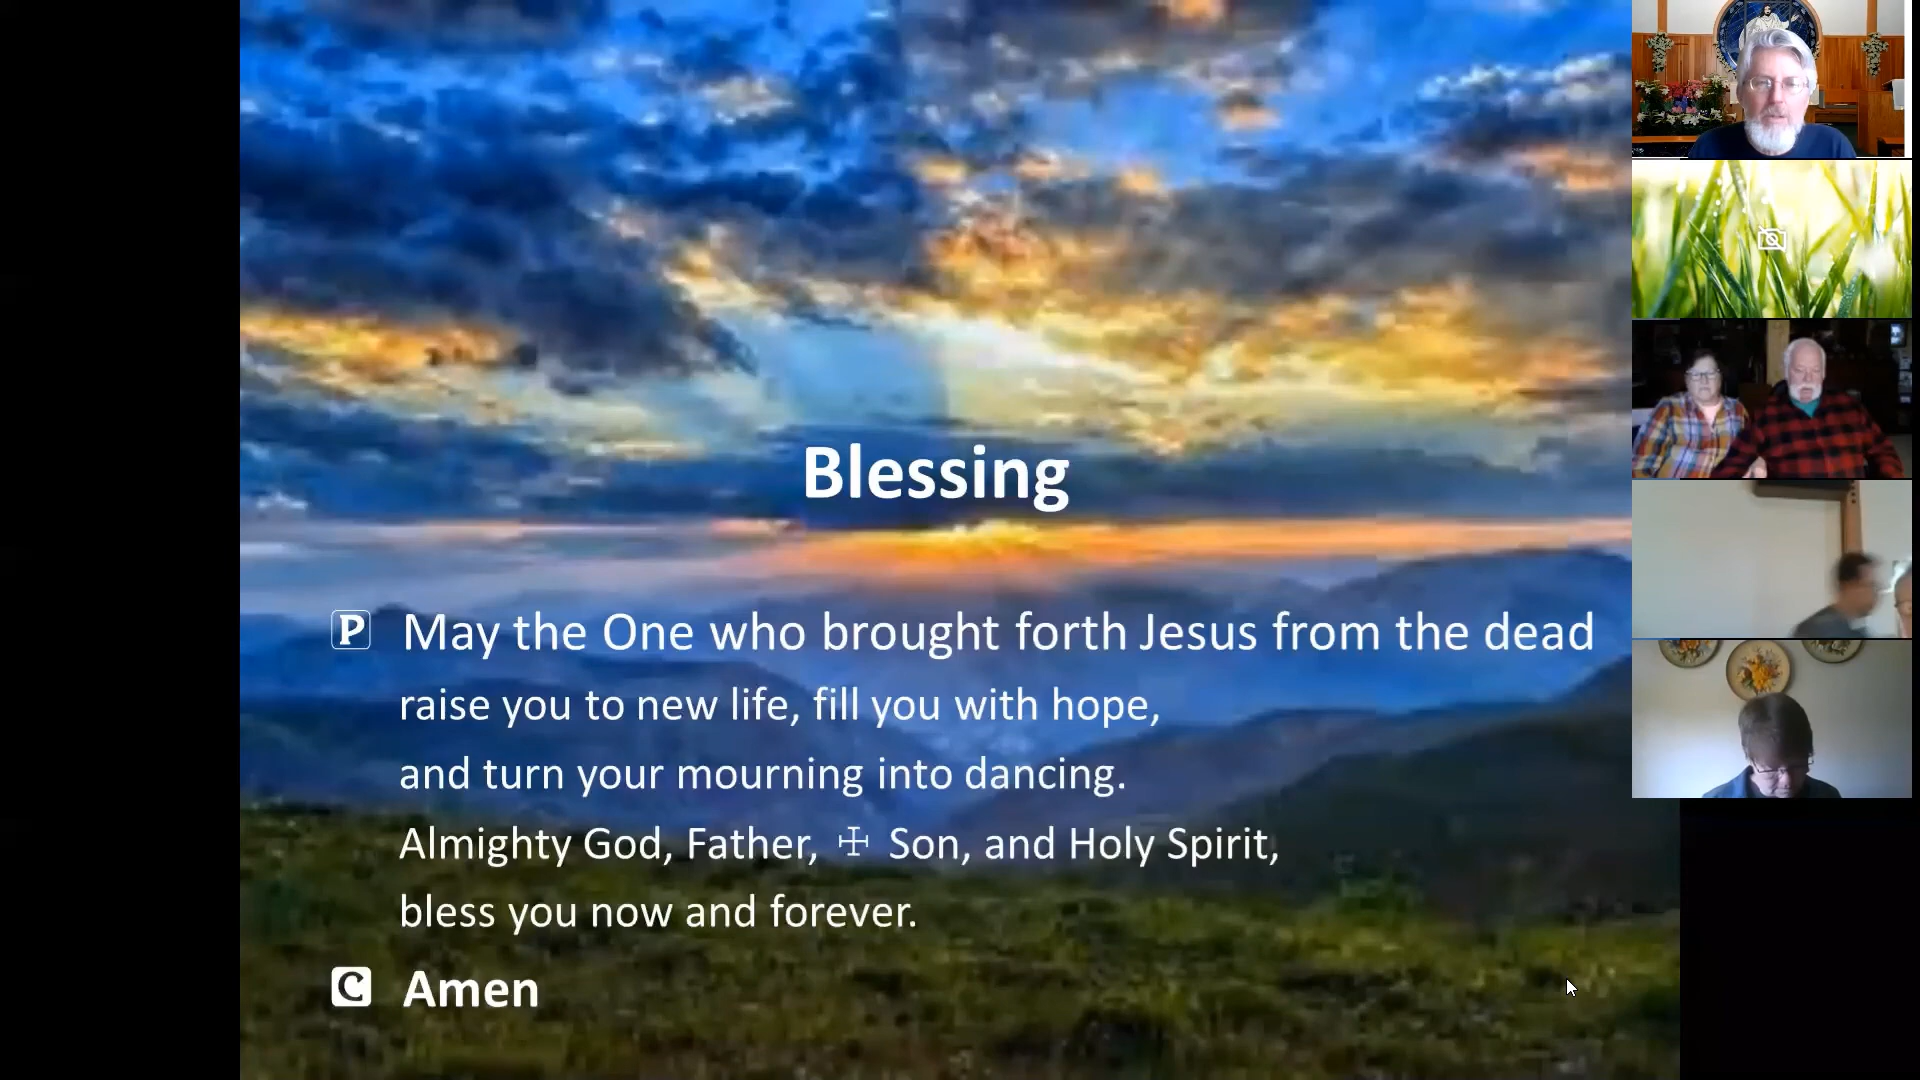 Blessing
P May the One who brought forth Jesus from the dead
raise you to new life, fill you with hope,
and turn your mourning into dancing.
Almighty God, Father, ☩ Son, and Holy Spirit,
bless you now and forever.
C Amen